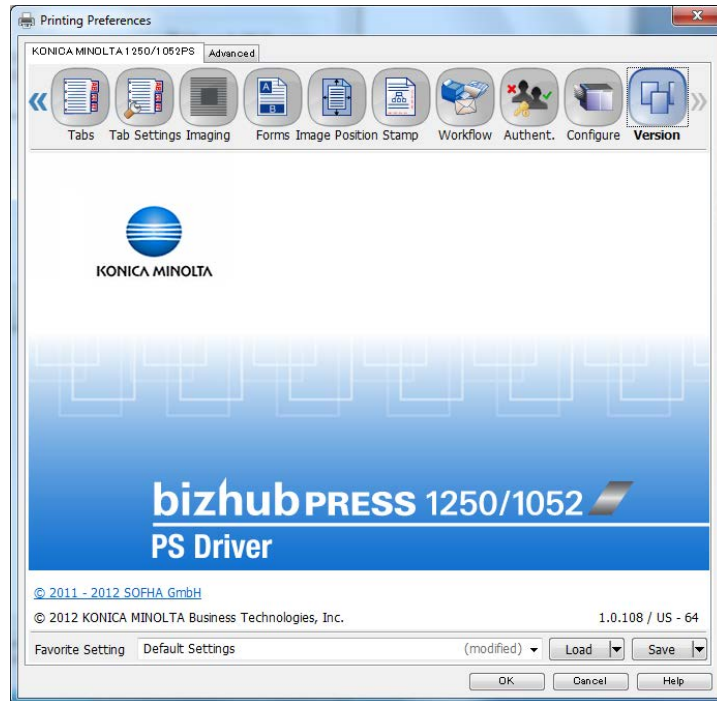 Printing Preferences
KONICA MINOLTA 1250/1052PS Advanced
Tabs Tab Settings Imaging Forms Image Position Stamp Workflow Authent. Configure Version
KONICA MINOLTA
bizhub PRESS 1250/1052
PS Driver
© 2011 - 2012 SOFHA GmbH
© 2012 KONICA MINOLTA Business Technologies, Inc. 1.0.108 / US - 64
Favorite Setting Default Settings (modified) Load Save
OK Cancel Help